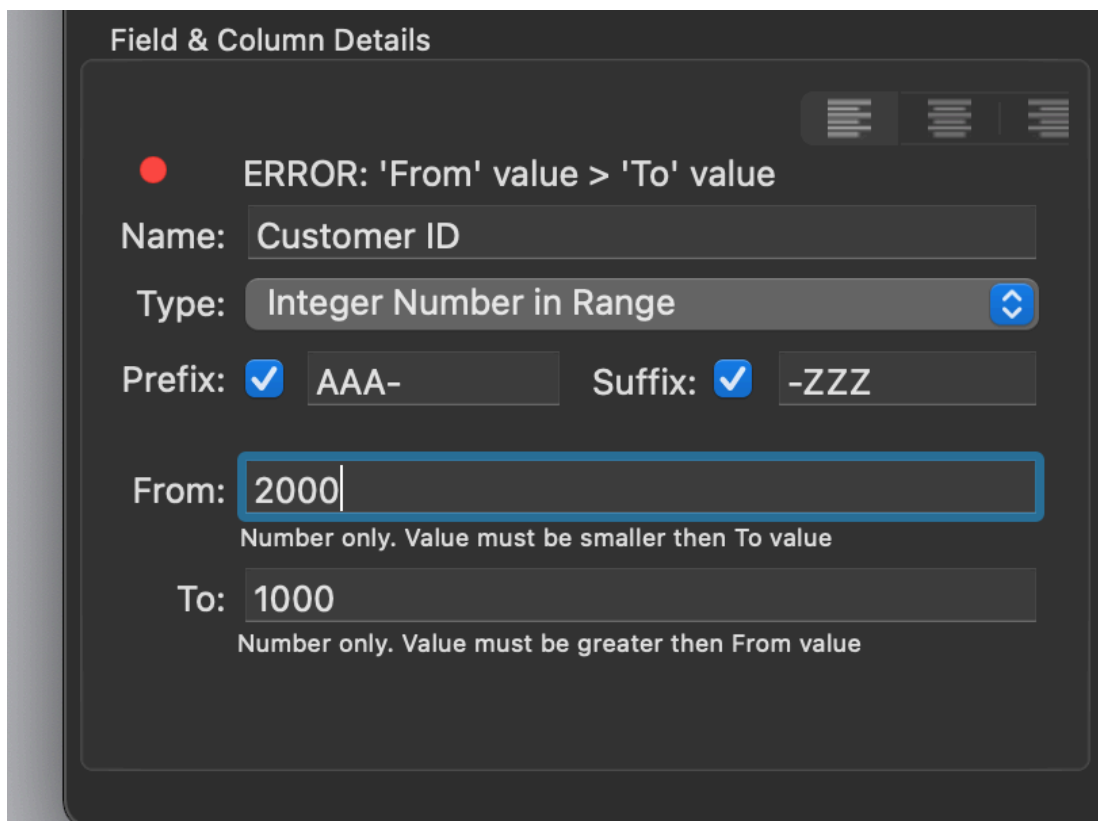 Field & Column Details
ERROR: 'From' value > 'To' value
Name: Customer ID
Type: Integer Number in Range
Prefix: AAA- Suffix: -ZZZ
From: 2000
Number only. Value must be smaller then To value
To: 1000
Number only. Value must be greater then From value